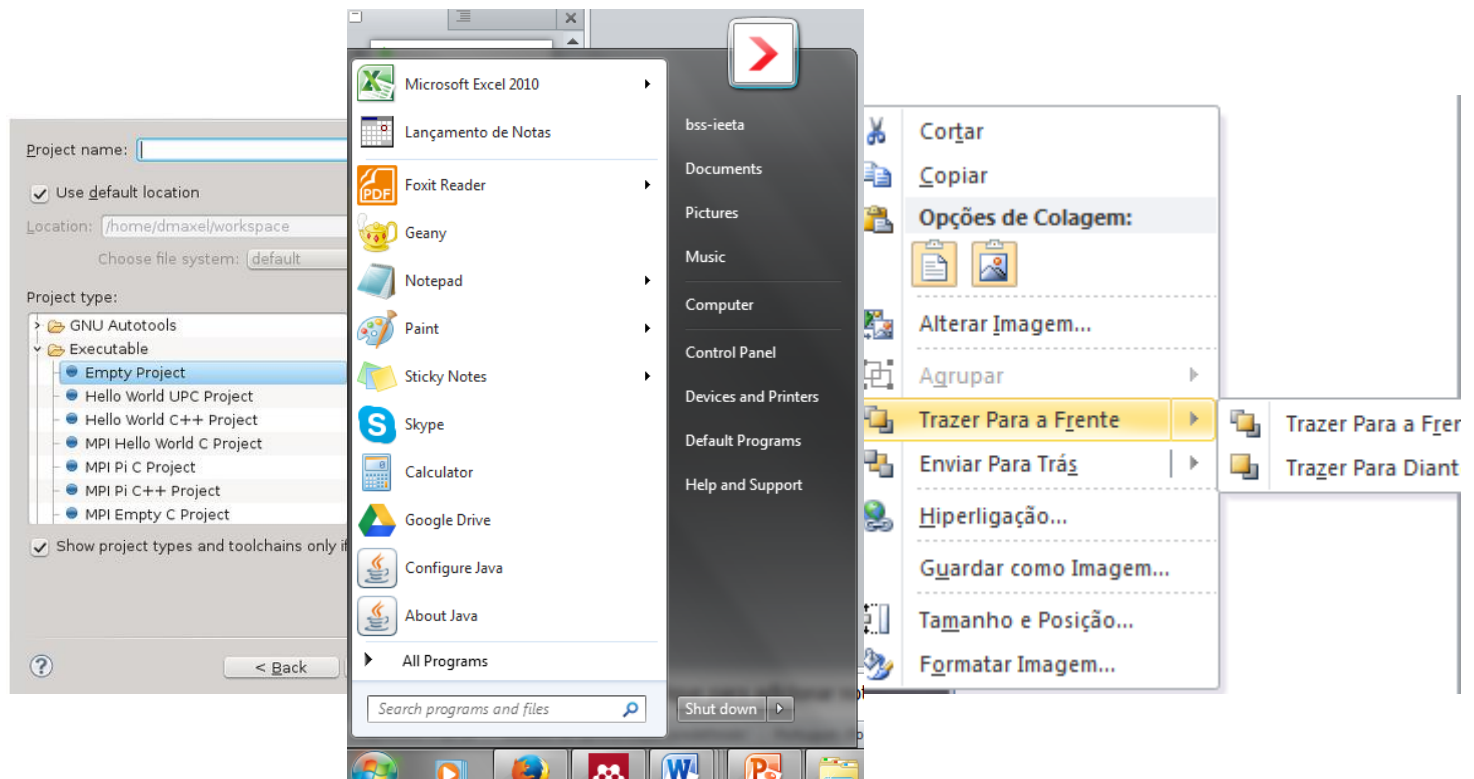 Project name:
Use default location
Location: /home/dmaxel/workspace
Choose file system: default
Project type:
GNU Autotools
Executable
Empty Project
Hello World UPC Project
Hello World C++ Project
MPI Hello World C Project
MPI Pi C Project
MPI Pi C++ Project
MPI Empty C Project
Show project types and toolchains only if
< Back
Microsoft Excel 2010
Lançamento de Notas
PDF
Foxit Reader
Geany
Notepad
Paint
Sticky Notes
Skype
Calculator
Google Drive
Configure Java
About Java
All Programs
Search programs and files
bss-ieeta
Documents
Pictures
Music
Computer
Control Panel
Devices and Printers
Default Programs
Help and Support
Shut down
Cortar
Copiar
Opções de Colagem:
Alterar Imagem...
Agrupar
Trazer Para a Frente
Enviar Para Trás
Hiperligação...
Guardar como Imagem...
Tamanho e Posição...
Formatar Imagem...
Trazer Para a Frer
Trazer Para Diant